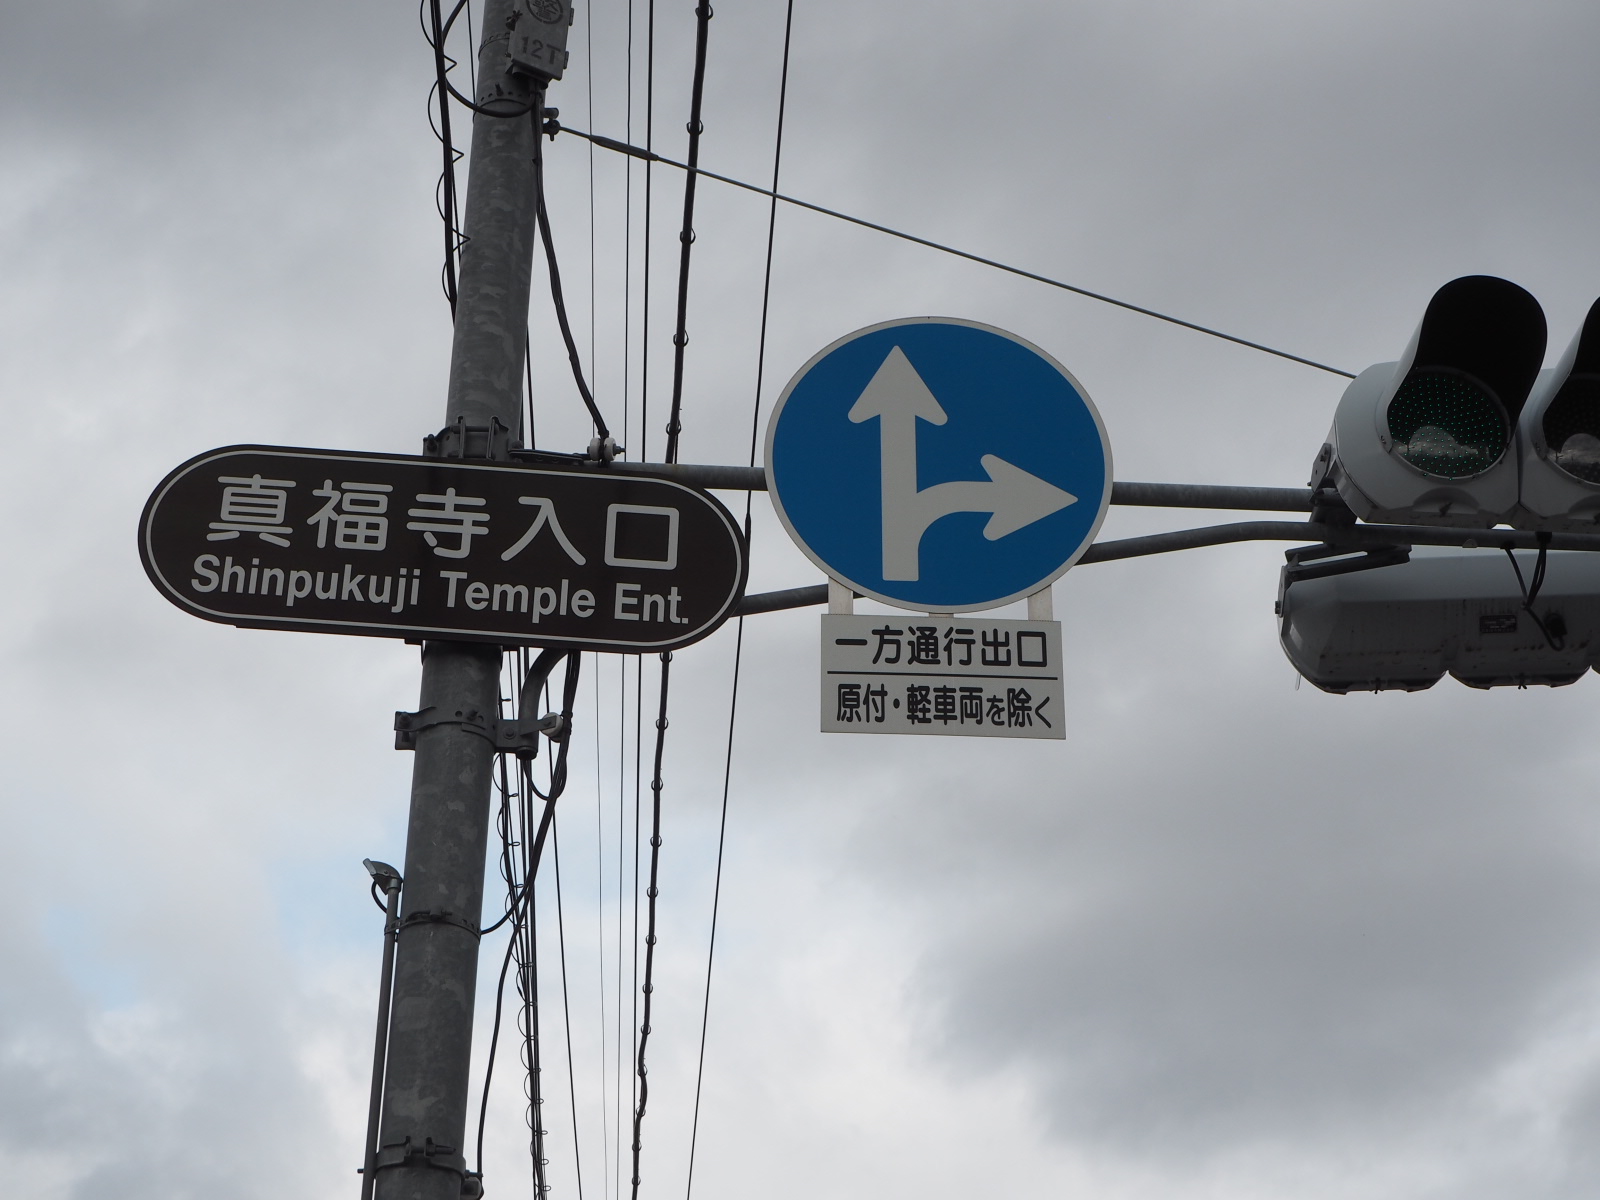 12T
真福寺入口
Shinpukuji Temple Ent.
一方通行出口
原付・軽車両を除く